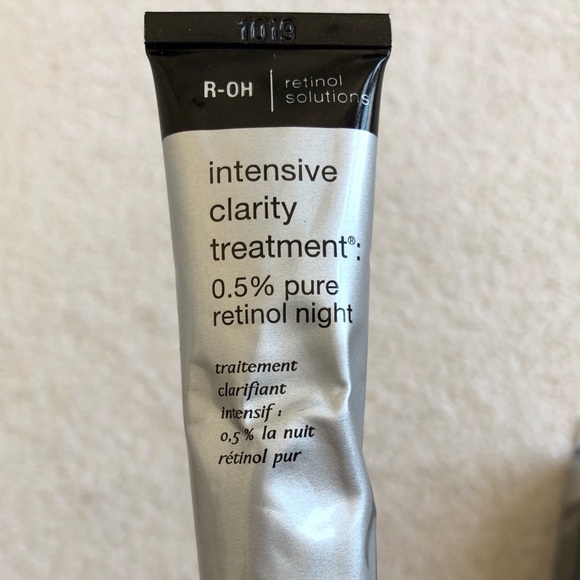 1019
R-OH
retinol
solutions
intensive
clarity
treatment®:
0.5% pure
retinol night
traitement
clarifiant
intensif :
0,5 % la nuit
rétinol pur